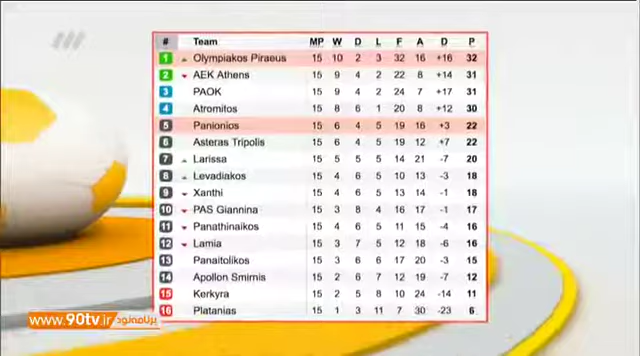 # Team MP W D L F A D P
1 Olympiakos Piraeus 15 10 2 3 32 16 +16 32
2 AEK Athens 15 9 4 2 22 8 +14 31
3 PAOK 15 9 4 2 24 7 +17 31
4 Atromitos 15 8 6 1 20 8 +12 30
5 Panionios 15 6 4 5 19 16 +3 22
6 Asteras Tripolis 15 6 4 5 19 12 +7 22
7 Larissa 15 5 5 5 14 21 -7 20
8 Levadiakos 15 4 6 5 10 13 -3 18
9 Xanthi 15 4 6 5 13 14 -1 18
10 PAS Giannina 15 3 8 4 16 17 -1 17
11 Panathinaikos 15 4 6 5 11 15 -4 16
12 Lamia 15 3 7 5 12 18 -6 16
13 Panaitolikos 15 3 6 6 17 20 -3 15
14 Apollon Smirnis 15 2 6 7 12 19 -7 12
15 Kerkyra 15 2 5 8 10 24 -14 11
16 Platanias 15 1 3 11 7 30 -23 6
www.90tv.ir برنامه‌نود